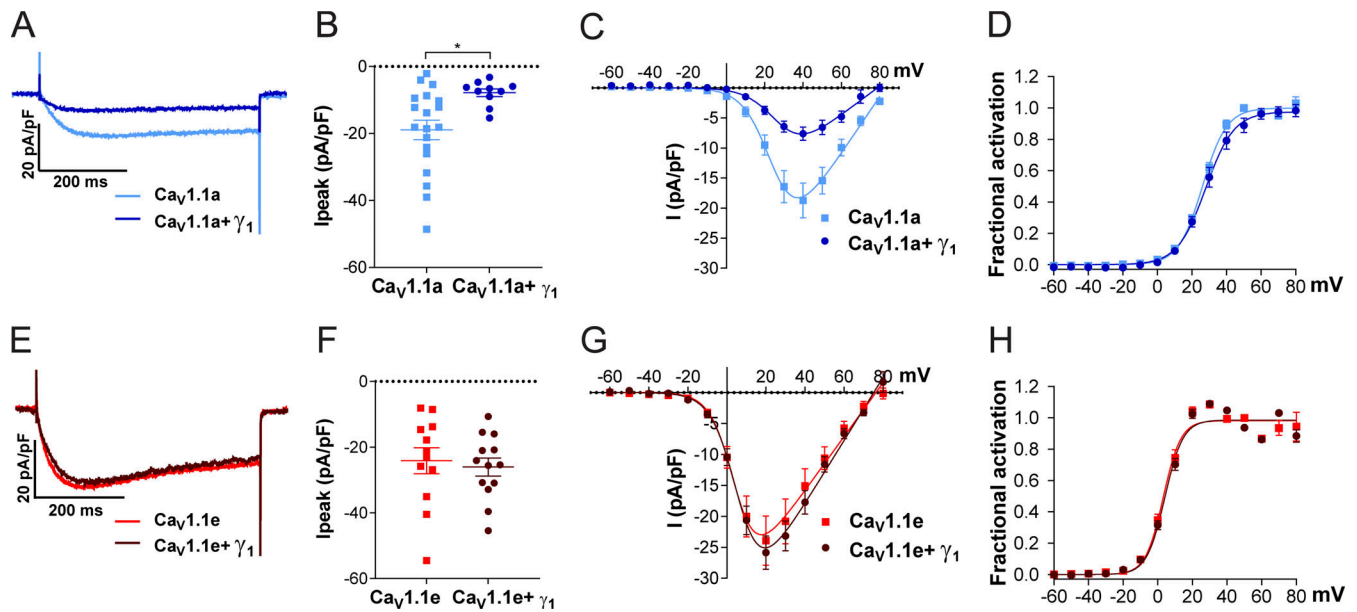 A
20 pA/pF
200 ms
CaV1.1a
CaV1.1a+ γ1
B
*
0
-20
-40
-60
Ipeak (pA/pF)
CaV1.1a CaV1.1a+ γ1
C
20 40 60 80 mV
-60 -40 -20
-5
-10
-15
-20
-25
-30
I (pA/pF)
CaV1.1a
CaV1.1a+ γ1
D
1.2
1.0
0.8
0.6
0.4
0.2
0.0
Fractional activation
-60 -40 -20 0 20 40 60 80 mV
E
20 pA/pF
200 ms
CaV1.1e
CaV1.1e+ γ1
F
0
-20
-40
-60
Ipeak (pA/pF)
CaV1.1e CaV1.1e+ γ1
G
20 40 60 80 mV
-60 -40 -20
-5
-10
-15
-20
-25
-30
I (pA/pF)
CaV1.1e
CaV1.1e+ γ1
H
1.2
1.0
0.8
0.6
0.4
0.2
0.0
Fractional activation
-60 -40 -20 0 20 40 60 80 mV